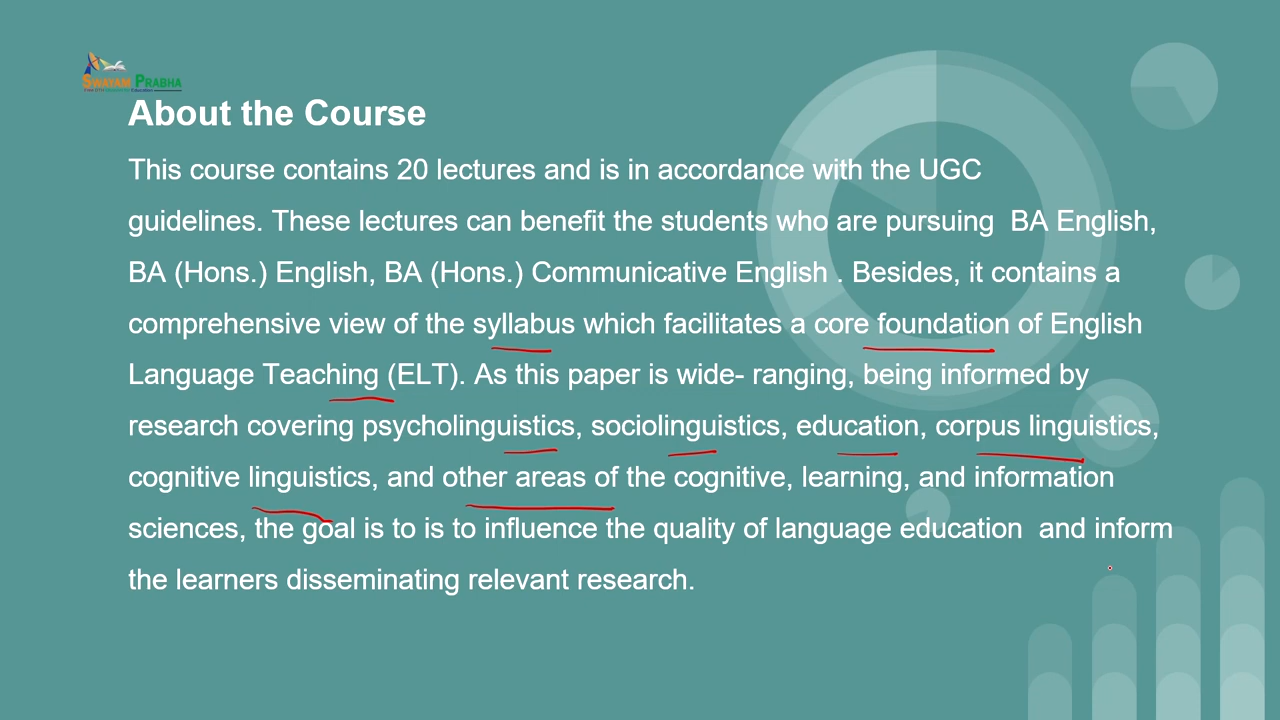 SWAYAM PRABHA
About the Course
This course contains 20 lectures and is in accordance with the UGC
guidelines. These lectures can benefit the students who are pursuing  BA English,
BA (Hons.) English, BA (Hons.) Communicative English . Besides, it contains a
comprehensive view of the syllabus which facilitates a core foundation of English
Language Teaching (ELT). As this paper is wide- ranging, being informed by
research covering psycholinguistics, sociolinguistics, education, corpus linguistics,
cognitive linguistics, and other areas of the cognitive, learning, and information
sciences, the goal is to is to influence the quality of language education  and inform
the learners disseminating relevant research.